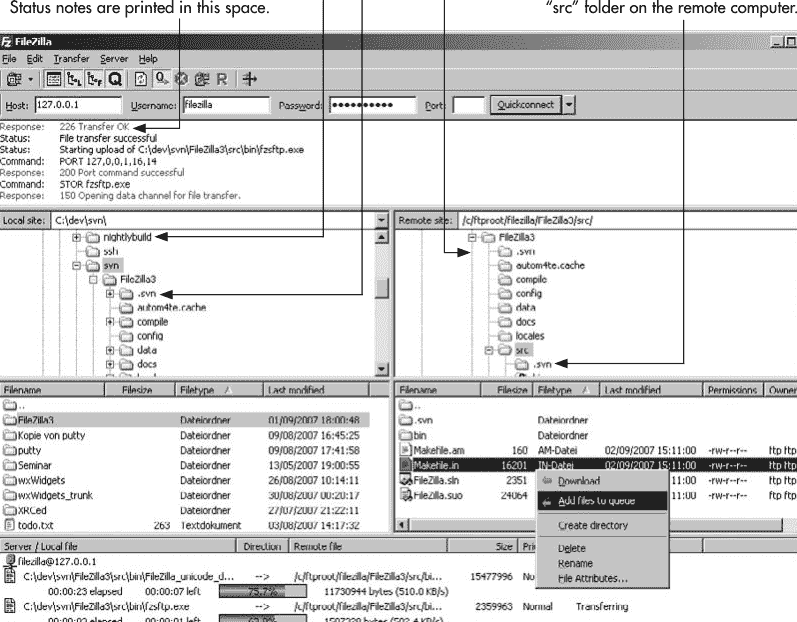 Status notes are printed in this space.
"src" folder on the remote computer.
FileZilla
File Edit Transfer Server Help
Host: 127.0.0.1 Username: filezilla Password: •••••••••• Port: Quickconnect
Response: 226 Transfer OK
Status: File transfer successful
Status: Starting upload of C:\dev\svn\FileZilla3\src\bin\fzsftp.exe
Command: PORT 127,0,0,1,16,14
Response: 200 Port command successful
Command: STOR fzsftp.exe
Response: 150 Opening data channel for file transfer.
Local site: C:\dev\svn\
nightlybuild
ssh
svn
FileZilla3
.svn
autom4te.cache
compile
config
data
docs
Remote site: /c/ftproot/filezilla/FileZilla3/src/
FileZilla3
.svn
autom4te.cache
compile
config
data
docs
locales
src
.svn
Filename Filesize Filetype Last modified
..
FileZilla3 Dateiordner 01/09/2007 18:00:48
Kopie von putty Dateiordner 09/08/2007 16:45:25
putty Dateiordner 09/08/2007 17:41:58
Seminar Dateiordner 13/05/2007 19:00:55
wxWidgets Dateiordner 26/08/2007 10:14:11
wxWidgets_trunk Dateiordner 30/08/2007 00:20:17
XRCed Dateiordner 27/07/2007 21:22:11
todo.txt 263 Textdokument 03/08/2007 14:17:32
Filename Filesize Filetype Last modified Permissions Owner
..
.svn Dateiordner
bin Dateiordner
Makefile.am 160 AM-Datei 02/09/2007 15:11:00 -rw-r--r-- ftp ftp
Makefile.in 16201 IN-Datei 02/09/2007 15:11:00 -rw-r--r-- ftp ftp
FileZilla.sln 2351 11:00 -rw-r--r-- ftp ftp
FileZilla.suo 24064 11:00 -rw-r--r-- ftp ftp
Download
Add files to queue
Create directory
Delete
Rename
File Attributes...
Server / Local file Direction Remote file Size
filezilla@127.0.0.1
C:\dev\svn\FileZilla3\src\bin\FileZilla_unicode_d... --> /c/ftproot/filezilla/FileZilla3/src/bi... 15477996
00:00:23 elapsed 00:00:07 left 75.7% 11730944 bytes (510.0 KB/s)
C:\dev\svn\FileZilla3\src\bin\fzsftp.exe --> /c/ftproot/filezilla/FileZilla3/src/bi... 2359963 Normal Transferring